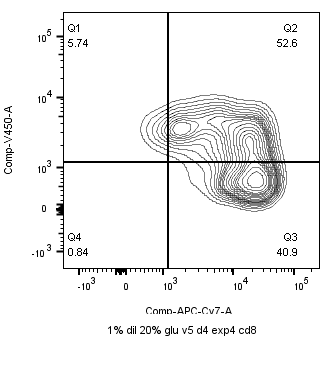 Q1
5.74
Q2
52.6
10^5
10^4
10^3
0
-10^3
Comp-V450-A
Q4
0.84
Q3
40.9
-10^3 0 10^3 10^4 10^5
Comp-APC-Cy7-A
1% dil 20% glu v5 d4 exp4 cd8